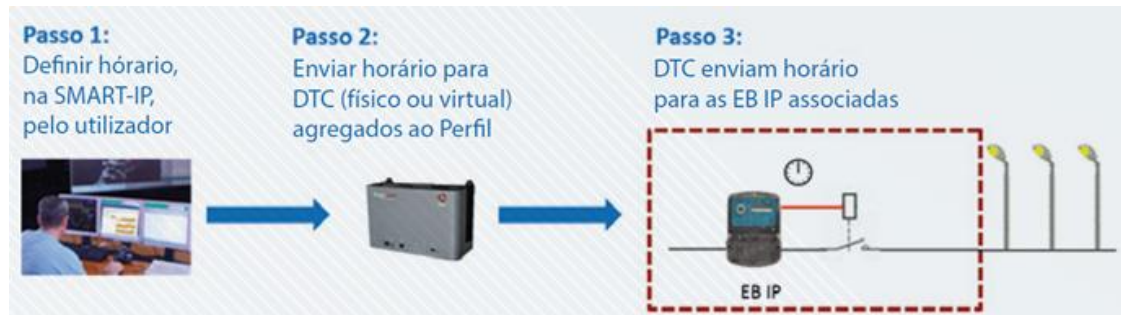 Passo 1:
Definir hórario,
na SMART-IP,
pelo utilizador
Passo 2:
Enviar horário para
DTC (físico ou virtual)
agregados ao Perfil
Passo 3:
DTC enviam horário
para as EB IP associadas
EB IP